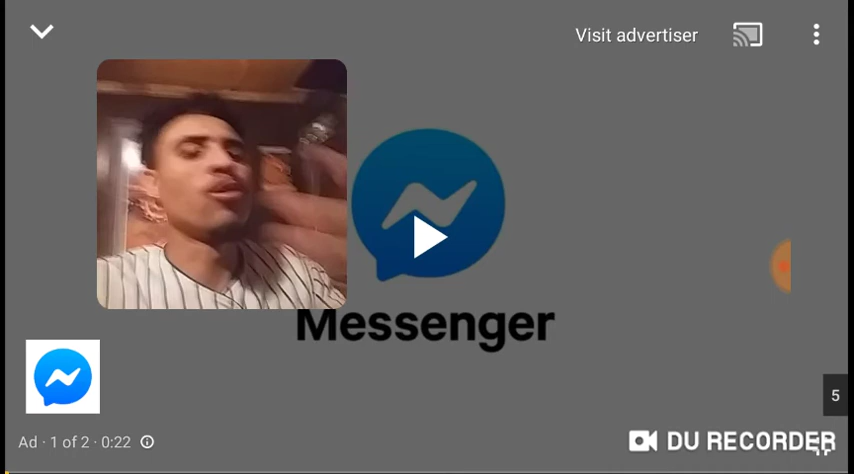 Visit advertiser
Messenger
5
Ad · 1 of 2 · 0:22
DU RECORDER